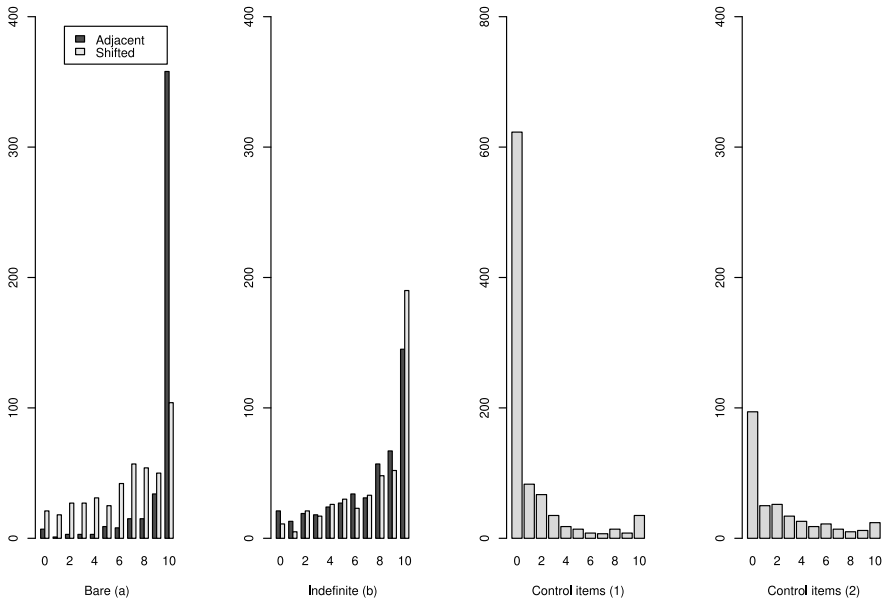 Adjacent
Shifted
0 100 200 300 400
0 2 4 6 8 10
Bare (a)
0 100 200 300 400
0 2 4 6 8 10
Indefinite (b)
0 200 400 600 800
0 2 4 6 8 10
Control items (1)
0 100 200 300 400
0 2 4 6 8 10
Control items (2)